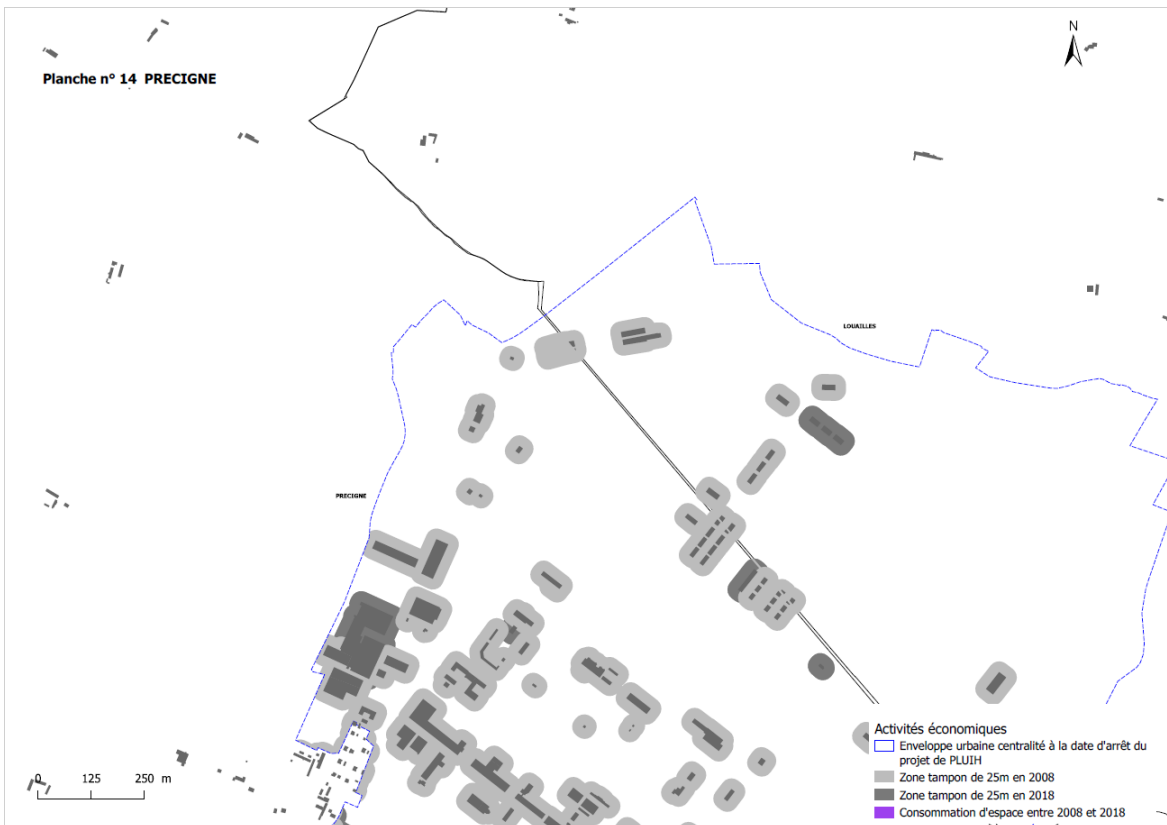 N
Planche n° 14 PRECIGNE
LOUAILLES
PRECIGNE
Activités économiques
Enveloppe urbaine centralité à la date d'arrêt du
projet de PLUIH
Zone tampon de 25m en 2008
Zone tampon de 25m en 2018
Consommation d'espace entre 2008 et 2018
0 125 250 m